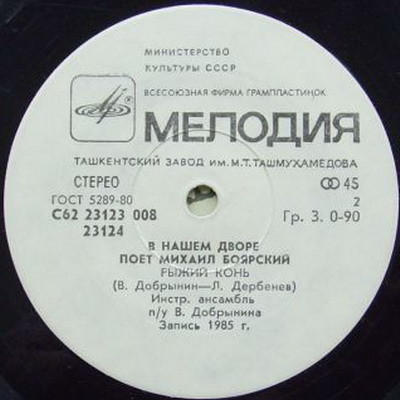 МИНИСТЕРСТВО
КУЛЬТУРЫ СССР
ВСЕСОЮЗНАЯ ФИРМА ГРАМПЛАСТИНОК
МЕЛОДИЯ
ТАШКЕНТСКИЙ ЗАВОД ИМ. М.Т.ТАШМУХАМЕДОВА
СТЕРЕО
45
ГОСТ 5289-80
2
С62 23123 008
Гр. 3. 0-90
23124
В НАШЕМ ДВОРЕ
ПОЕТ МИХАИЛ БОЯРСКИЙ
РЫЖИЙ КОНЬ
(В. Добрынин—Л. Дербенев)
Инстр. ансамбль
п/у В. Добрынина
Запись 1985 г.